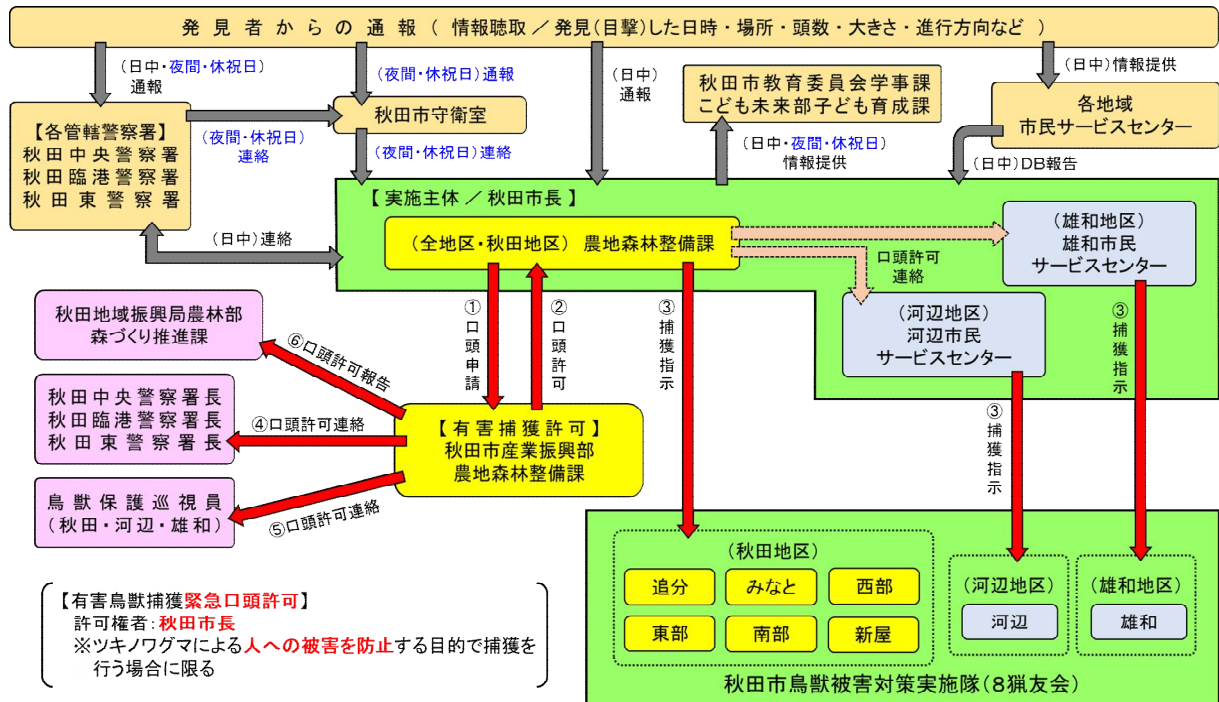 発見者からの通報（情報聴取／発見(目撃)した日時・場所・頭数・大きさ・進行方向など）
(日中・夜間・休祝日)
通報
(夜間・休祝日)通報
(日中)
通報
秋田市教育委員会学事課
こども未来部子ども育成課
(日中)情報提供
【各管轄警察署】
秋田中央警察署
秋田臨港警察署
秋田東警察署
秋田市守衛室
各地域
市民サービスセンター
(夜間・休祝日)
連絡
(夜間・休祝日)連絡
(日中・夜間・休祝日)
情報提供
(日中)DB報告
【実施主体／秋田市長】
(日中)連絡
(全地区・秋田地区) 農地森林整備課
(雄和地区)
雄和市民
サービスセンター
口頭許可
連絡
(河辺地区)
河辺市民
サービスセンター
①口頭申請
②口頭許可
③捕獲指示
③捕獲指示
③捕獲指示
秋田地域振興局農林部
森づくり推進課
⑥口頭許可報告
秋田中央警察署長
秋田臨港警察署長
秋田東警察署長
④口頭許可連絡
【有害捕獲許可】
秋田市産業振興部
農地森林整備課
鳥獣保護巡視員
(秋田・河辺・雄和)
⑤口頭許可連絡
(秋田地区)
追分
みなと
西部
東部
南部
新屋
(河辺地区)
河辺
(雄和地区)
雄和
秋田市鳥獣被害対策実施隊(８猟友会)
【有害鳥獣捕獲緊急口頭許可】
許可権者：秋田市長
※ツキノワグマによる人への被害を防止する目的で捕獲を
行う場合に限る